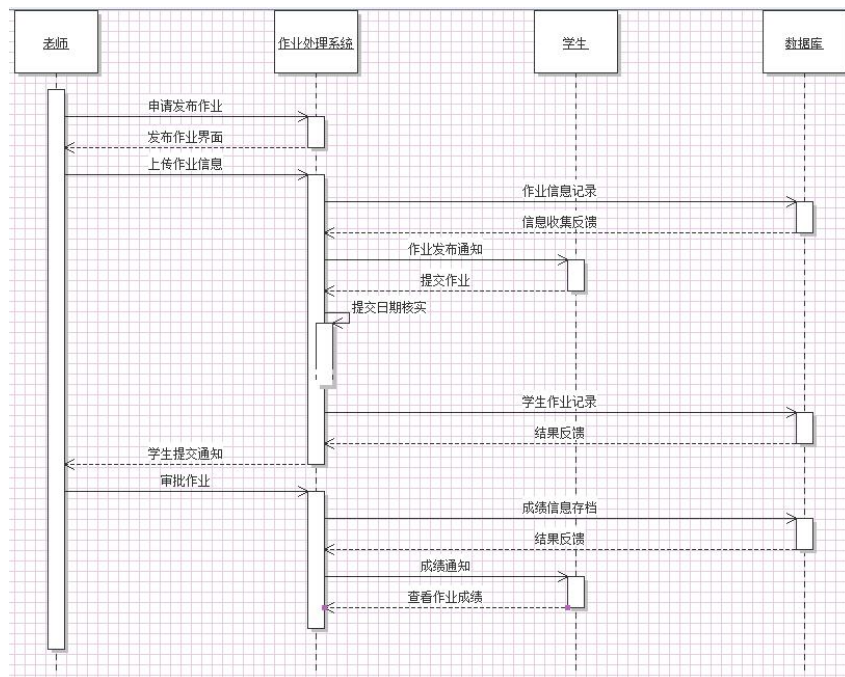 老师
作业处理系统
学生
数据库
申请发布作业
发布作业界面
上传作业信息
作业信息记录
信息收集反馈
作业发布通知
提交作业
提交日期核实
学生作业记录
结果反馈
学生提交通知
审批作业
成绩信息存档
结果反馈
成绩通知
查看作业成绩